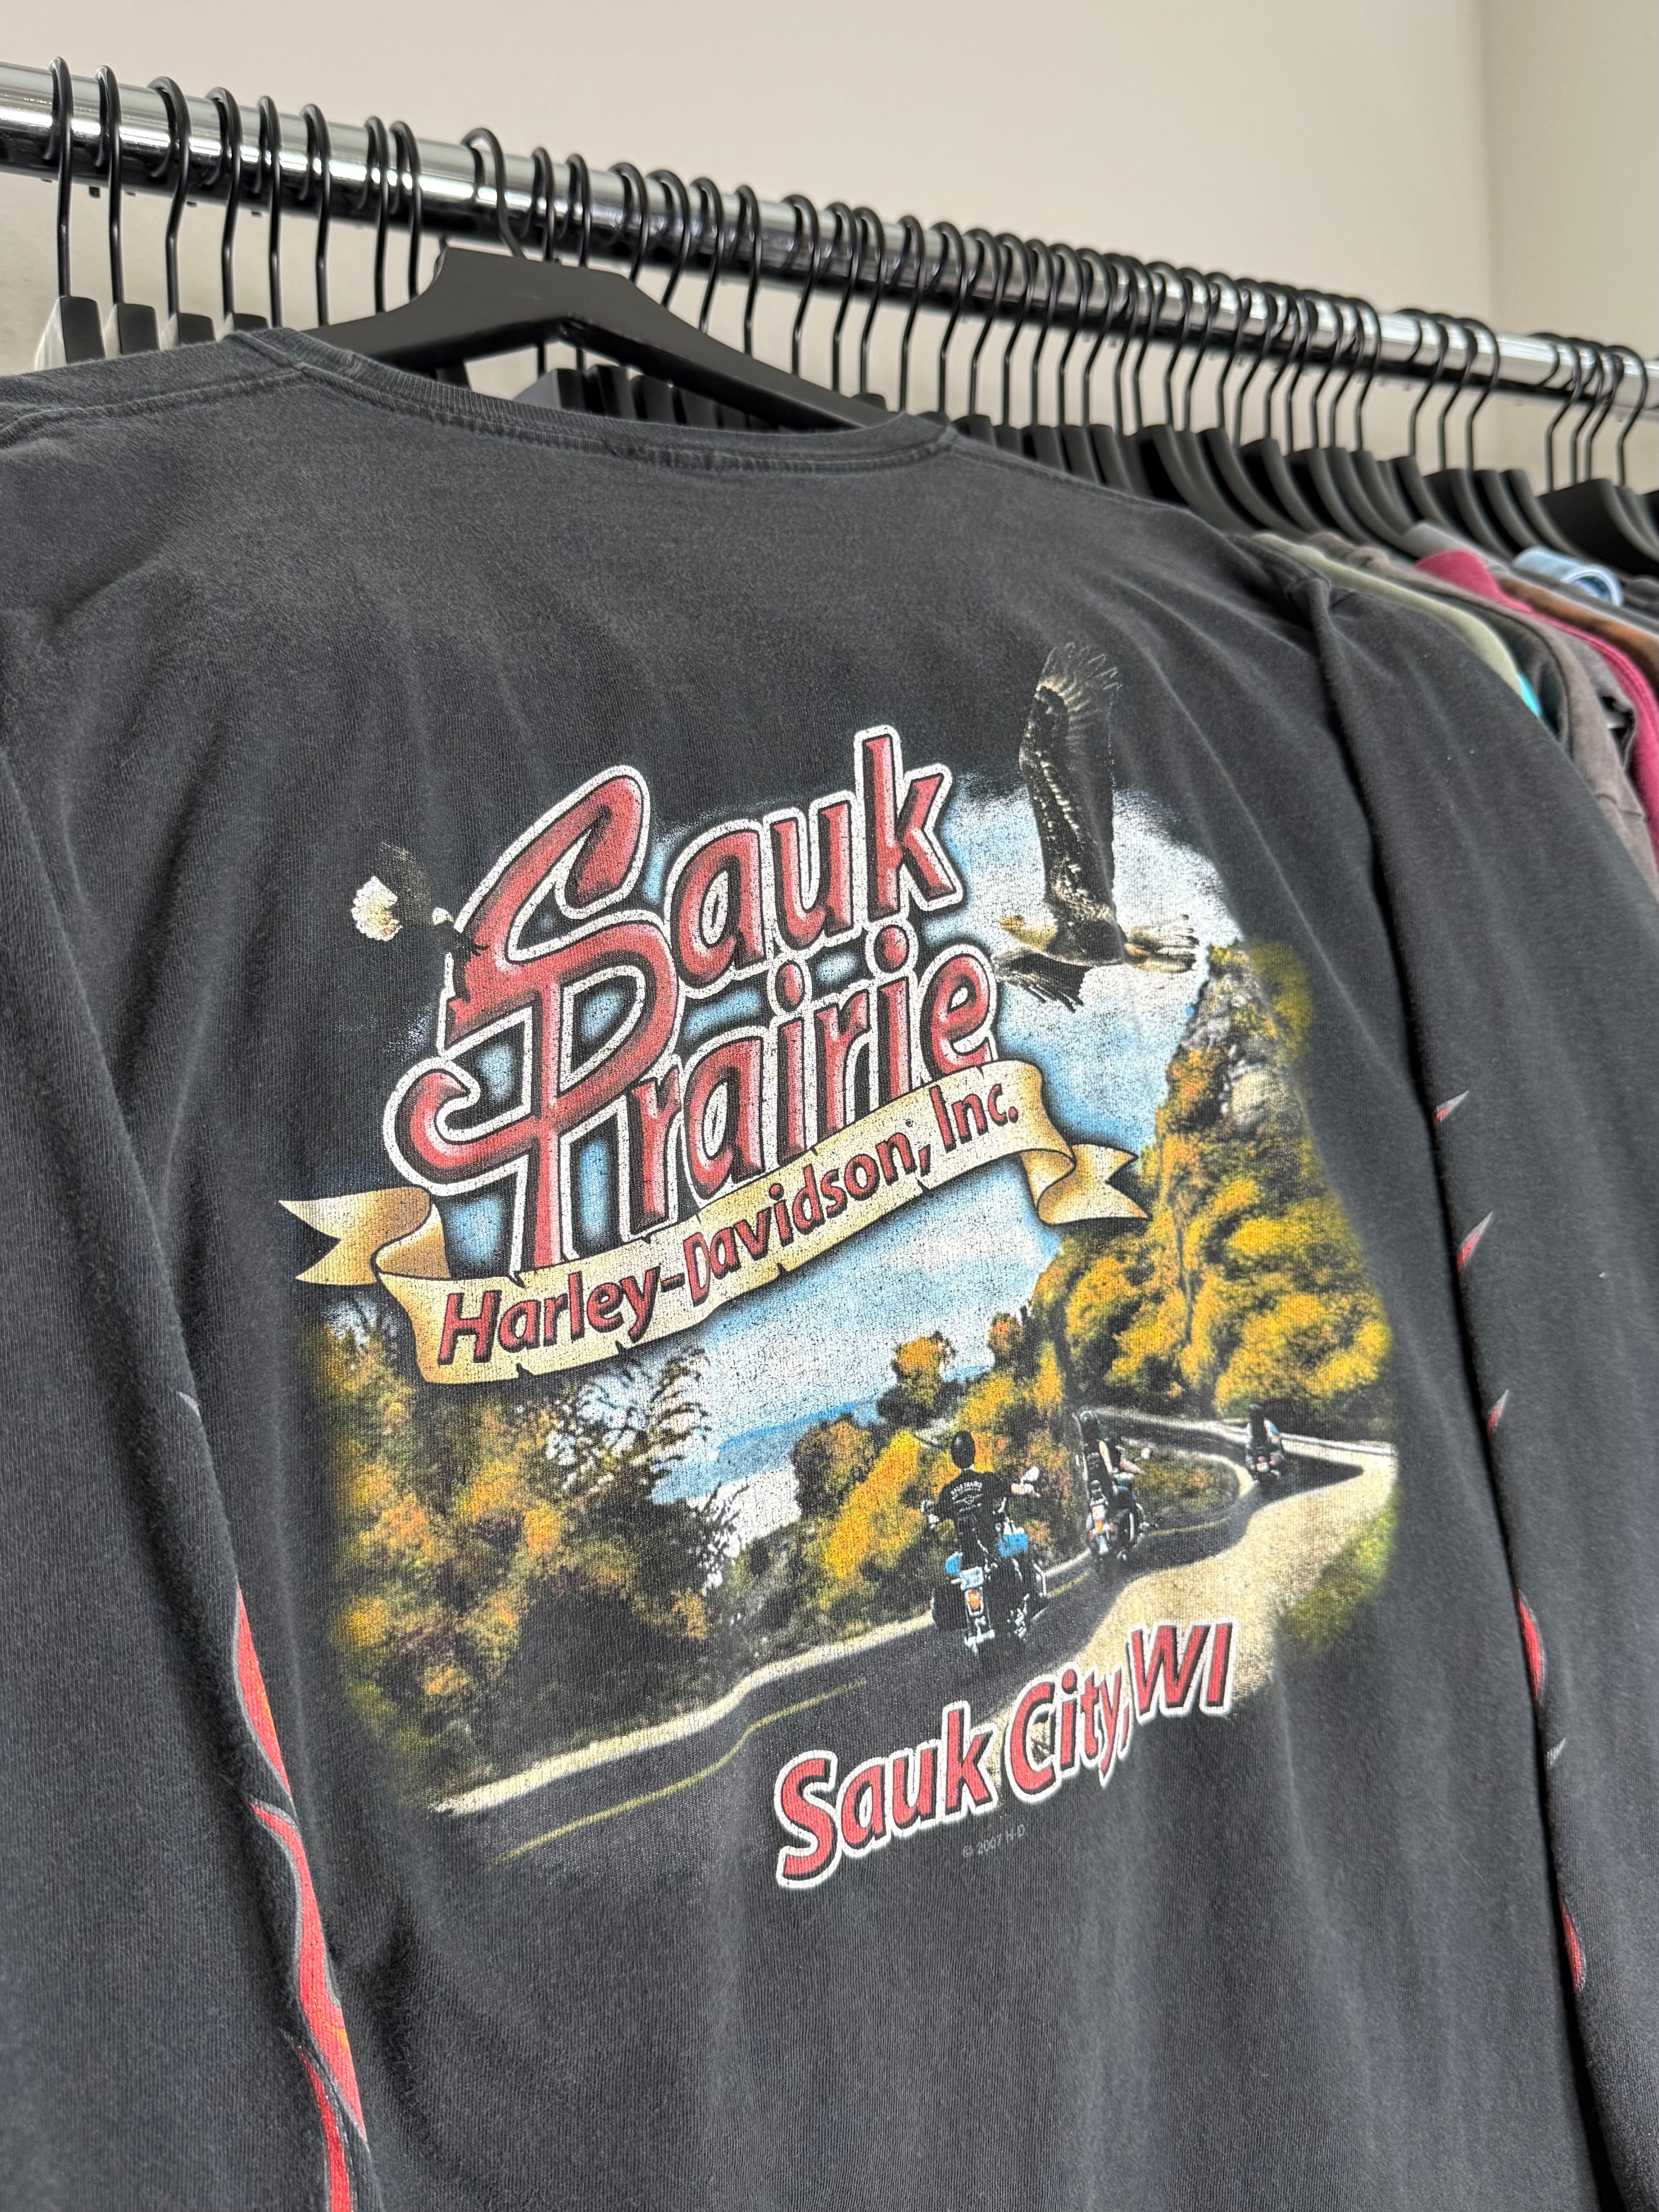 Sauk
Prairie
Harley-Davidson, Inc.
Sauk City, WI
© 2007 H-D